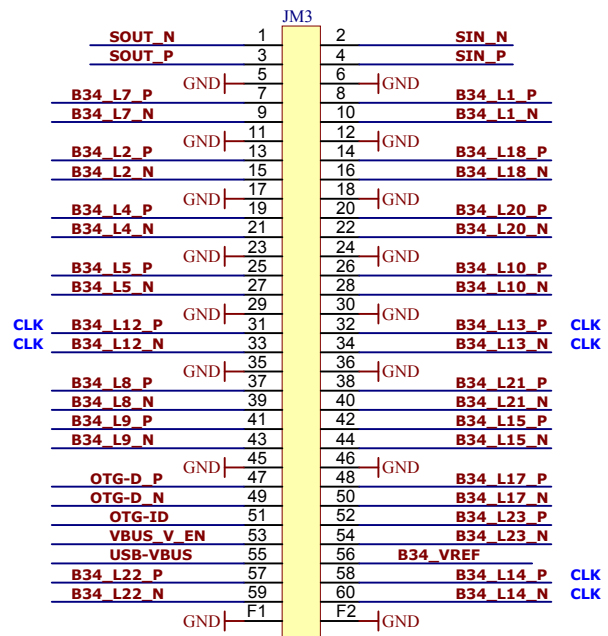 JM3
SOUT_N 1 2 SIN_N
SOUT_P 3 4 SIN_P
GND 5 6 GND
B34_L7_P 7 8 B34_L1_P
B34_L7_N 9 10 B34_L1_N
GND 11 12 GND
B34_L2_P 13 14 B34_L18_P
B34_L2_N 15 16 B34_L18_N
GND 17 18 GND
B34_L4_P 19 20 B34_L20_P
B34_L4_N 21 22 B34_L20_N
GND 23 24 GND
B34_L5_P 25 26 B34_L10_P
B34_L5_N 27 28 B34_L10_N
GND 29 30 GND
CLK B34_L12_P 31 32 B34_L13_P CLK
CLK B34_L12_N 33 34 B34_L13_N CLK
GND 35 36 GND
B34_L8_P 37 38 B34_L21_P
B34_L8_N 39 40 B34_L21_N
B34_L9_P 41 42 B34_L15_P
B34_L9_N 43 44 B34_L15_N
GND 45 46 GND
OTG-D_P 47 48 B34_L17_P
OTG-D_N 49 50 B34_L17_N
OTG-ID 51 52 B34_L23_P
VBUS_V_EN 53 54 B34_L23_N
USB-VBUS 55 56 B34_VREF
B34_L22_P 57 58 B34_L14_P CLK
B34_L22_N 59 60 B34_L14_N CLK
GND F1 F2 GND